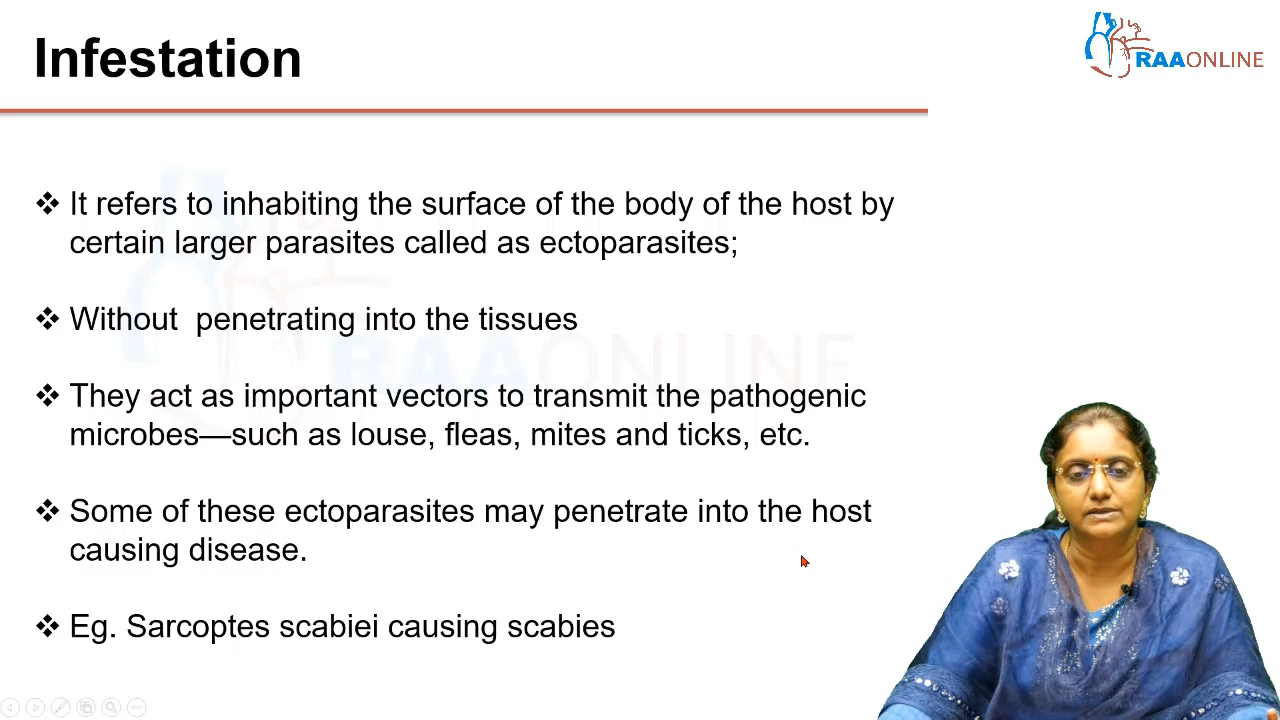 Infestation
RAAONLINE
❖ It refers to inhabiting the surface of the body of the host by
certain larger parasites called as ectoparasites;
❖ Without  penetrating into the tissues
❖ They act as important vectors to transmit the pathogenic
microbes—such as louse, fleas, mites and ticks, etc.
❖ Some of these ectoparasites may penetrate into the host
causing disease.
❖ Eg. Sarcoptes scabiei causing scabies
RAAONLINE